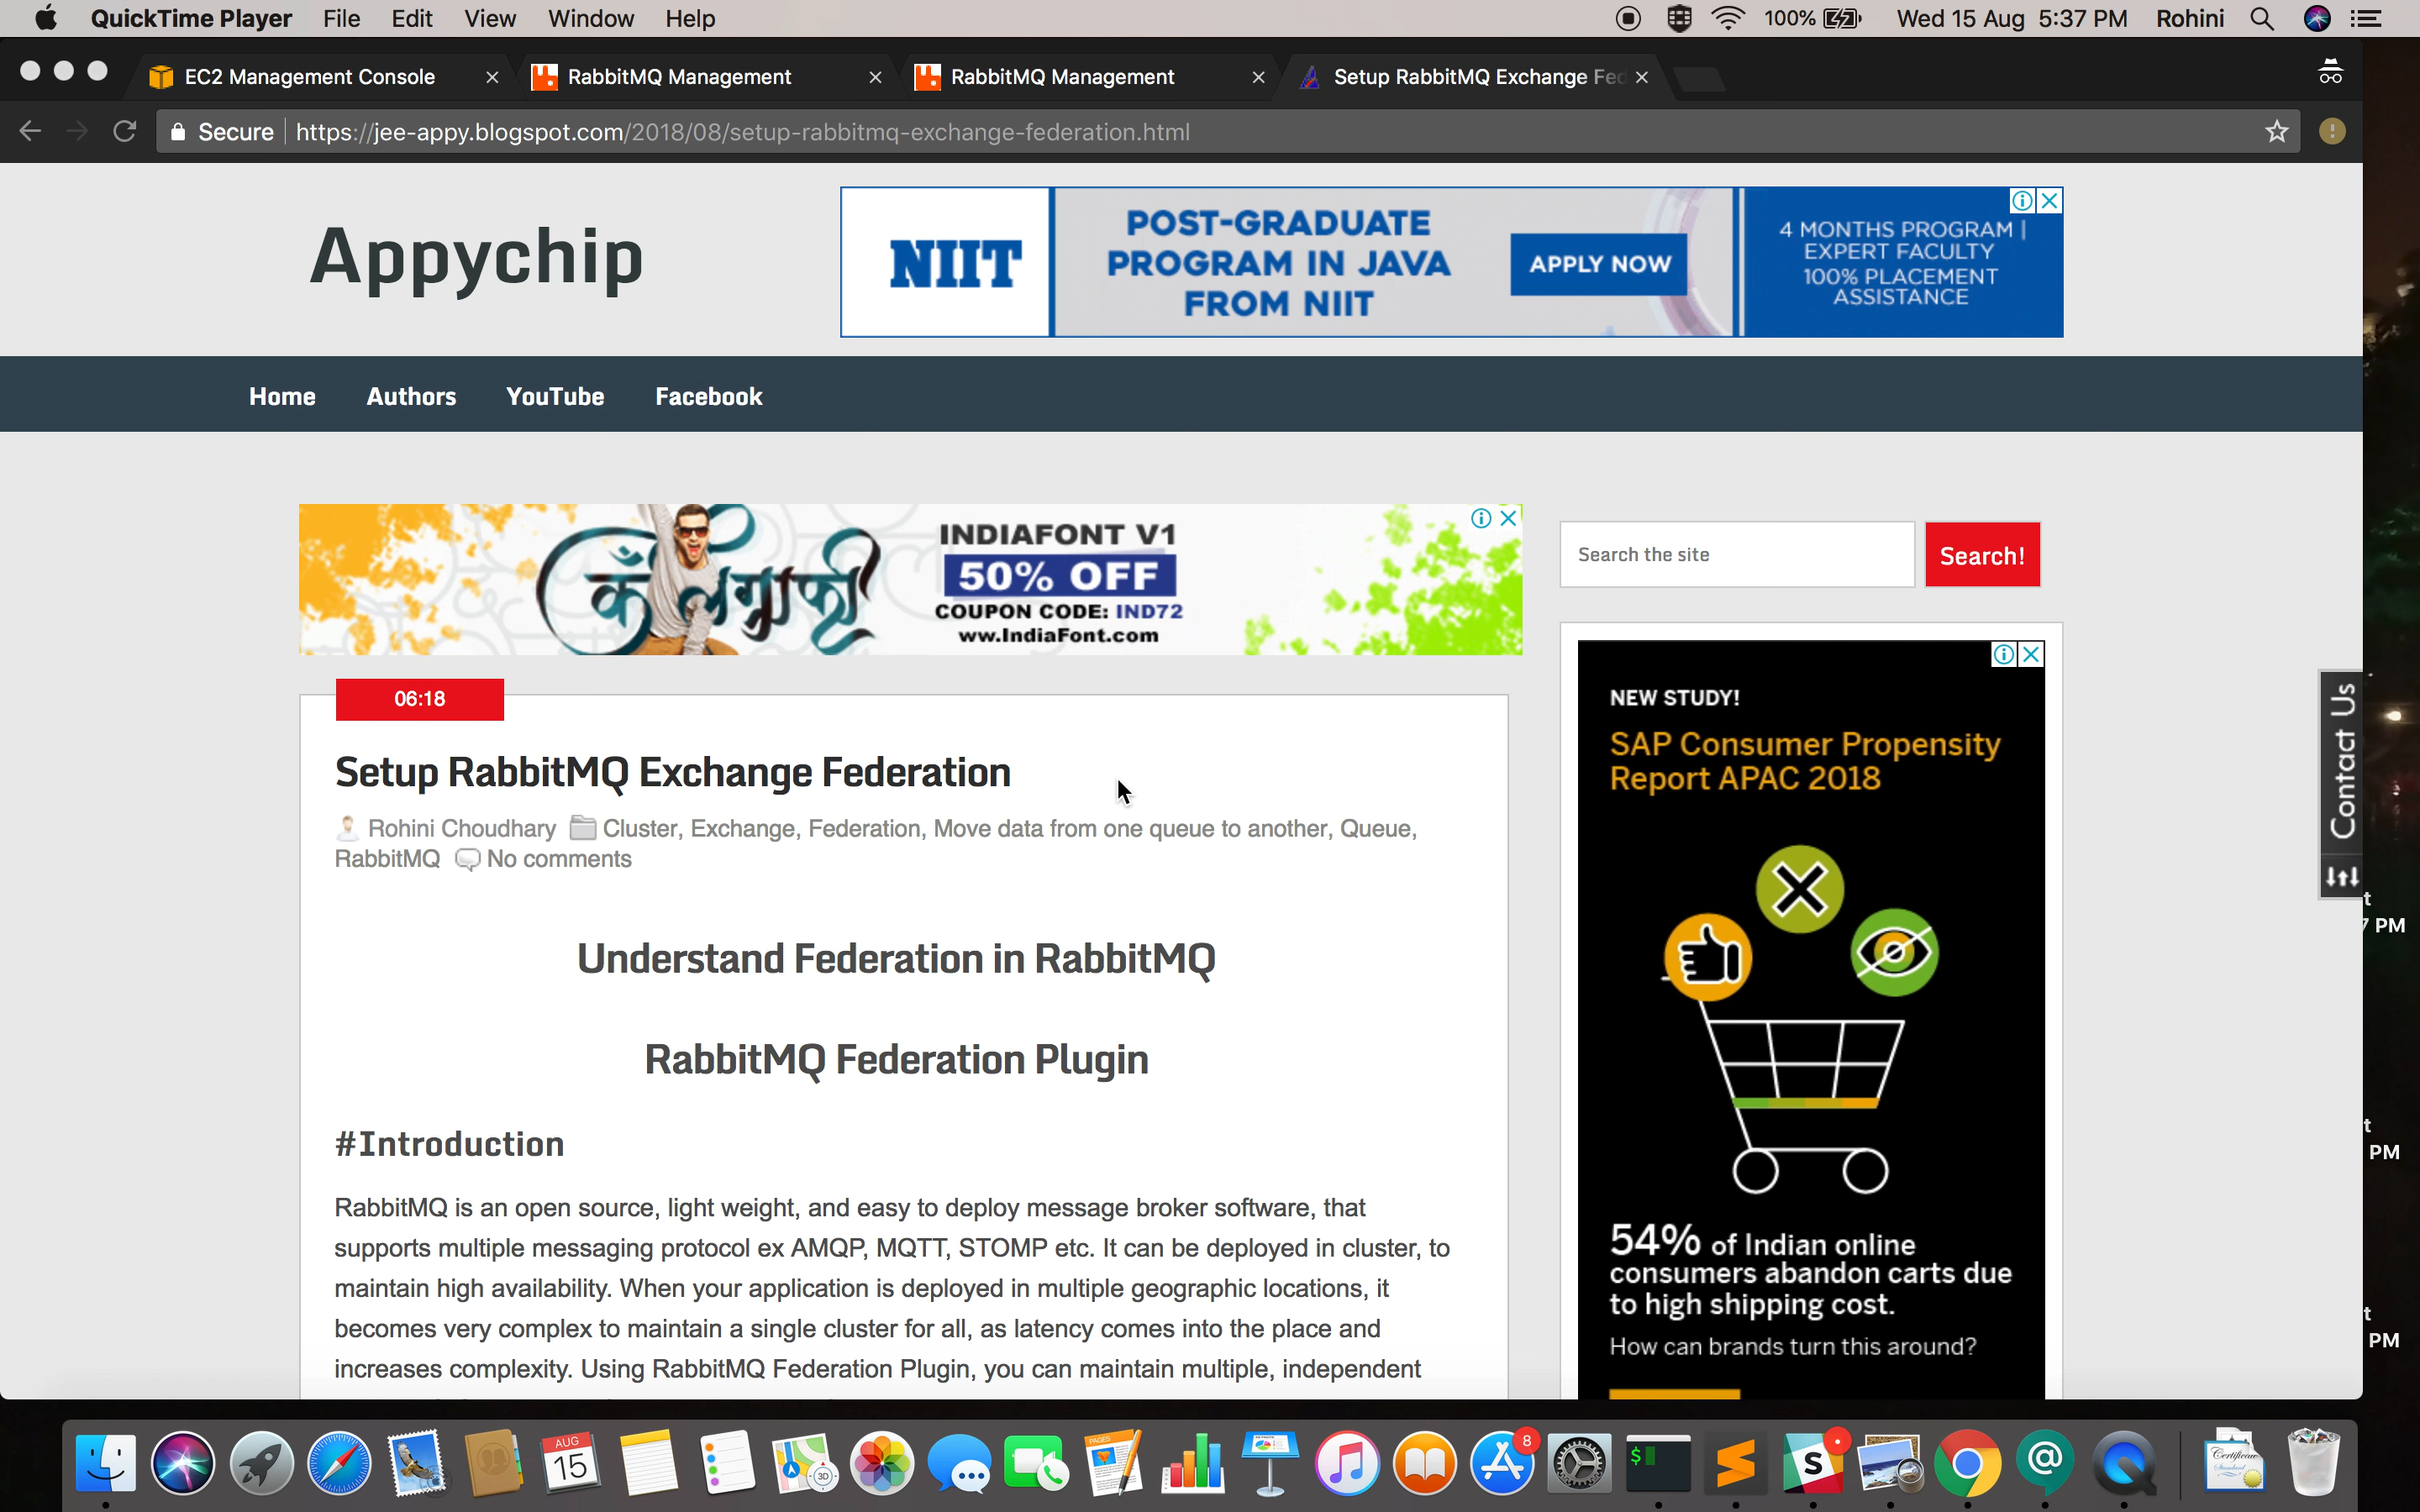 QuickTime Player File Edit View Window Help 100% Wed 15 Aug 5:37 PM Rohini
EC2 Management Console
RabbitMQ Management
RabbitMQ Management
Setup RabbitMQ Exchange Fed
Secure https://jee-appy.blogspot.com/2018/08/setup-rabbitmq-exchange-federation.html
Appychip
NIIT
POST-GRADUATE
PROGRAM IN JAVA
FROM NIIT
APPLY NOW
4 MONTHS PROGRAM |
EXPERT FACULTY
100% PLACEMENT
ASSISTANCE
Home Authors YouTube Facebook
INDIAFONT V1
50% OFF
COUPON CODE: IND72
www.IndiaFont.com
Search the site
Search!
06:18
Setup RabbitMQ Exchange Federation
Rohini Choudhary Cluster, Exchange, Federation, Move data from one queue to another, Queue,
RabbitMQ No comments
Understand Federation in RabbitMQ
RabbitMQ Federation Plugin
#Introduction
RabbitMQ is an open source, light weight, and easy to deploy message broker software, that
supports multiple messaging protocol ex AMQP, MQTT, STOMP etc. It can be deployed in cluster, to
maintain high availability. When your application is deployed in multiple geographic locations, it
becomes very complex to maintain a single cluster for all, as latency comes into the place and
increases complexity. Using RabbitMQ Federation Plugin, you can maintain multiple, independent
NEW STUDY!
SAP Consumer Propensity
Report APAC 2018
54% of Indian online
consumers abandon carts due
to high shipping cost.
How can brands turn this around?
Contact Us
t
7 PM
t
PM
t
PM
AUG
15
3D
PAGES
8
$
S
@